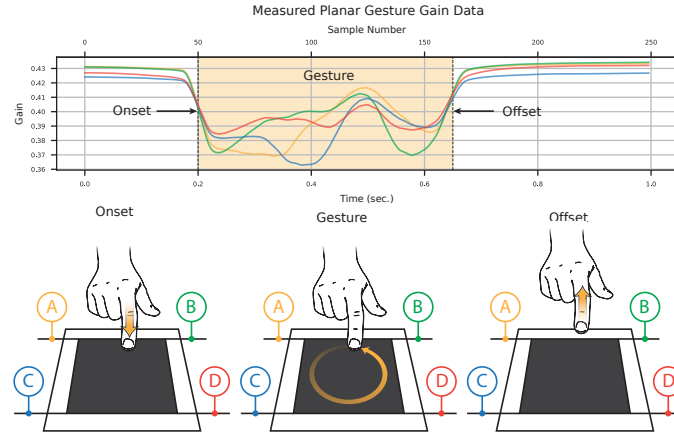 Measured Planar Gesture Gain Data
Sample Number
0 50 100 150 200 250
0.43
0.42
0.41
0.40
0.39
0.38
0.37
0.36
Gain
Gesture
Onset
Offset
0.0 0.2 0.4 0.6 0.8 1.0
Time (sec.)
Onset Gesture Offset
A B A B A B
C D C D C D